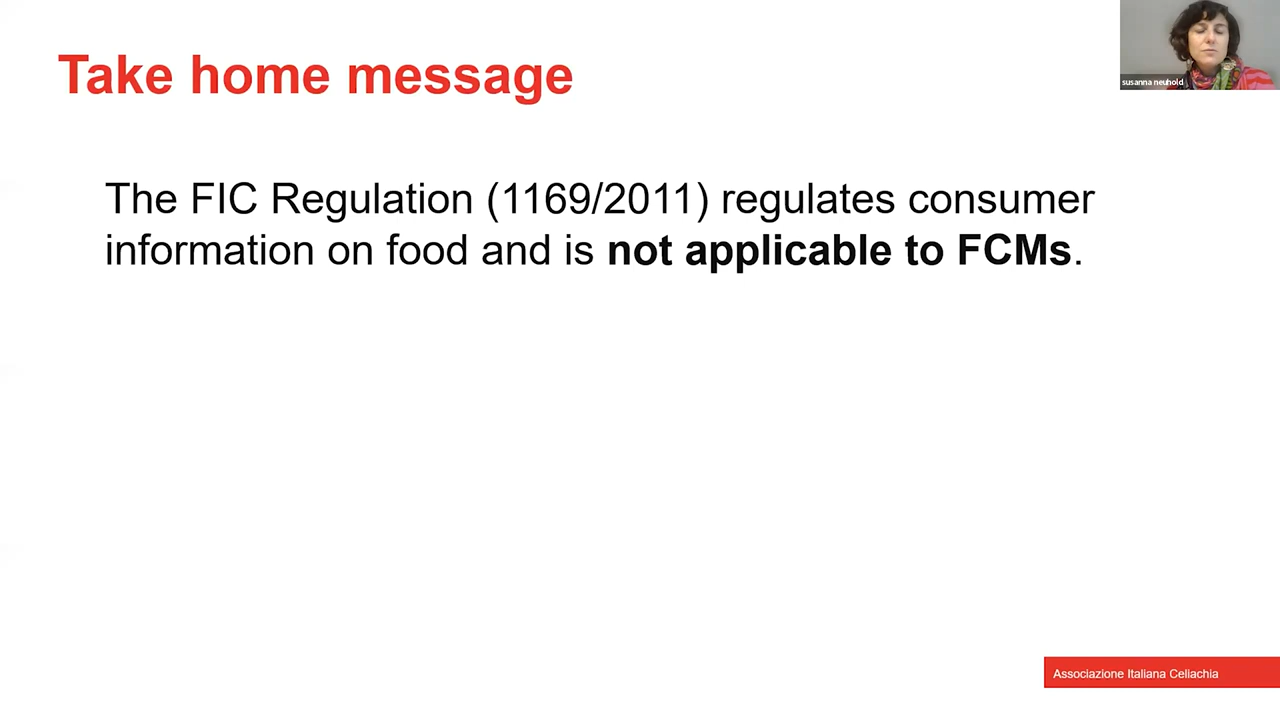 Take home message
susanna neuhold
The FIC Regulation (1169/2011) regulates consumer
information on food and is not applicable to FCMs.
Associazione Italiana Celiachia